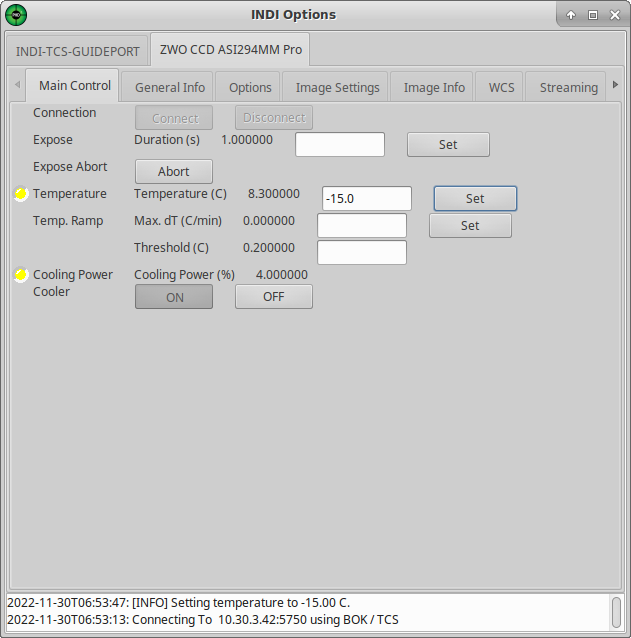 INDI Options
INDI-TCS-GUIDEPORT ZWO CCD ASI294MM Pro
Main Control General Info Options Image Settings Image Info WCS Streaming
Connection Connect Disconnect
Expose Duration (s) 1.000000 Set
Expose Abort Abort
Temperature Temperature (C) 8.300000 -15.0 Set
Temp. Ramp Max. dT (C/min) 0.000000 Set
Threshold (C) 0.200000
Cooling Power Cooling Power (%) 4.000000
Cooler ON OFF
2022-11-30T06:53:47: [INFO] Setting temperature to -15.00 C.
2022-11-30T06:53:13: Connecting To 10.30.3.42:5750 using BOK / TCS